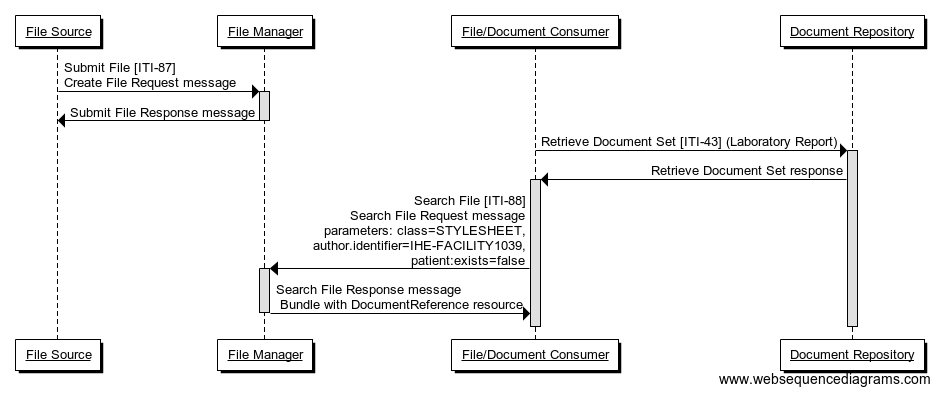 File Source
File Manager
File/Document Consumer
Document Repository
Submit File [ITI-87]
Create File Request message
Submit File Response message
Retrieve Document Set [ITI-43] (Laboratory Report)
Retrieve Document Set response
Search File [ITI-88]
Search File Request message
parameters: class=STYLESHEET,
author.identifier=IHE-FACILITY1039,
patient:exists=false
Search File Response message
Bundle with DocumentReference resource
File Source
File Manager
File/Document Consumer
Document Repository
www.websequencediagrams.com